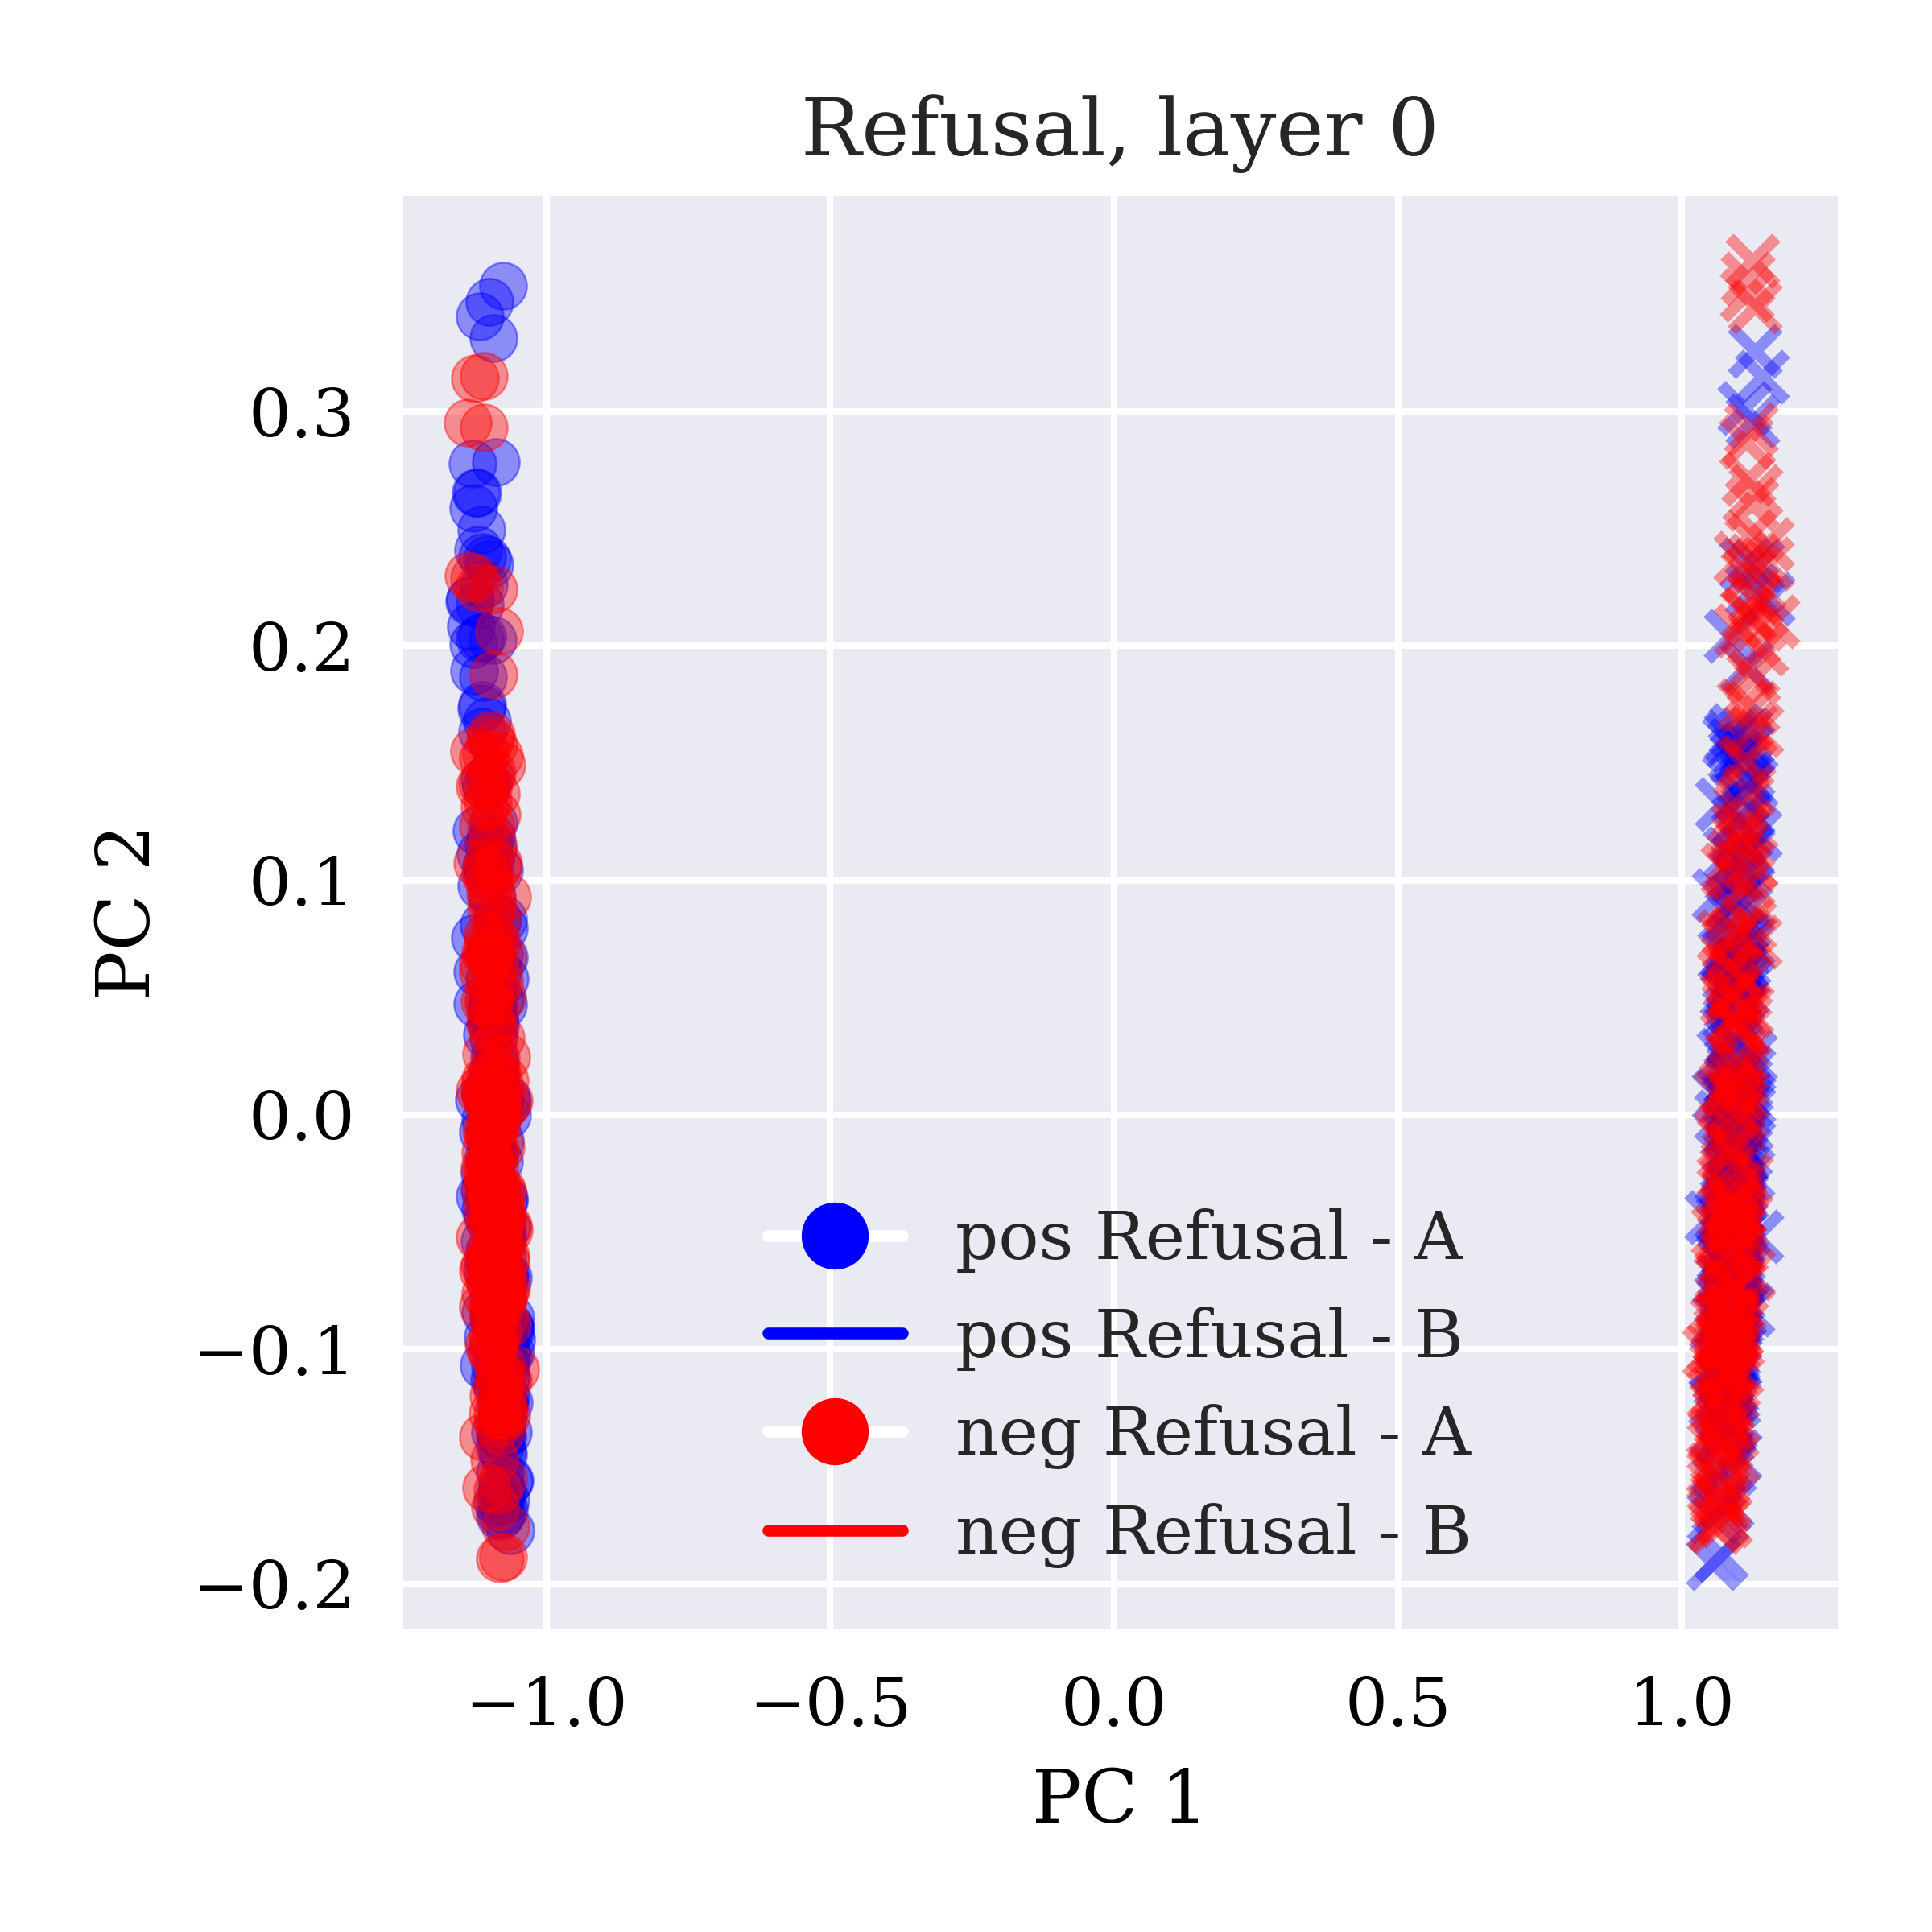 Refusal, layer 0
PC 2
0.3
0.2
0.1
0.0
−0.1
−0.2
pos Refusal - A
pos Refusal - B
neg Refusal - A
neg Refusal - B
−1.0 −0.5 0.0 0.5 1.0
PC 1